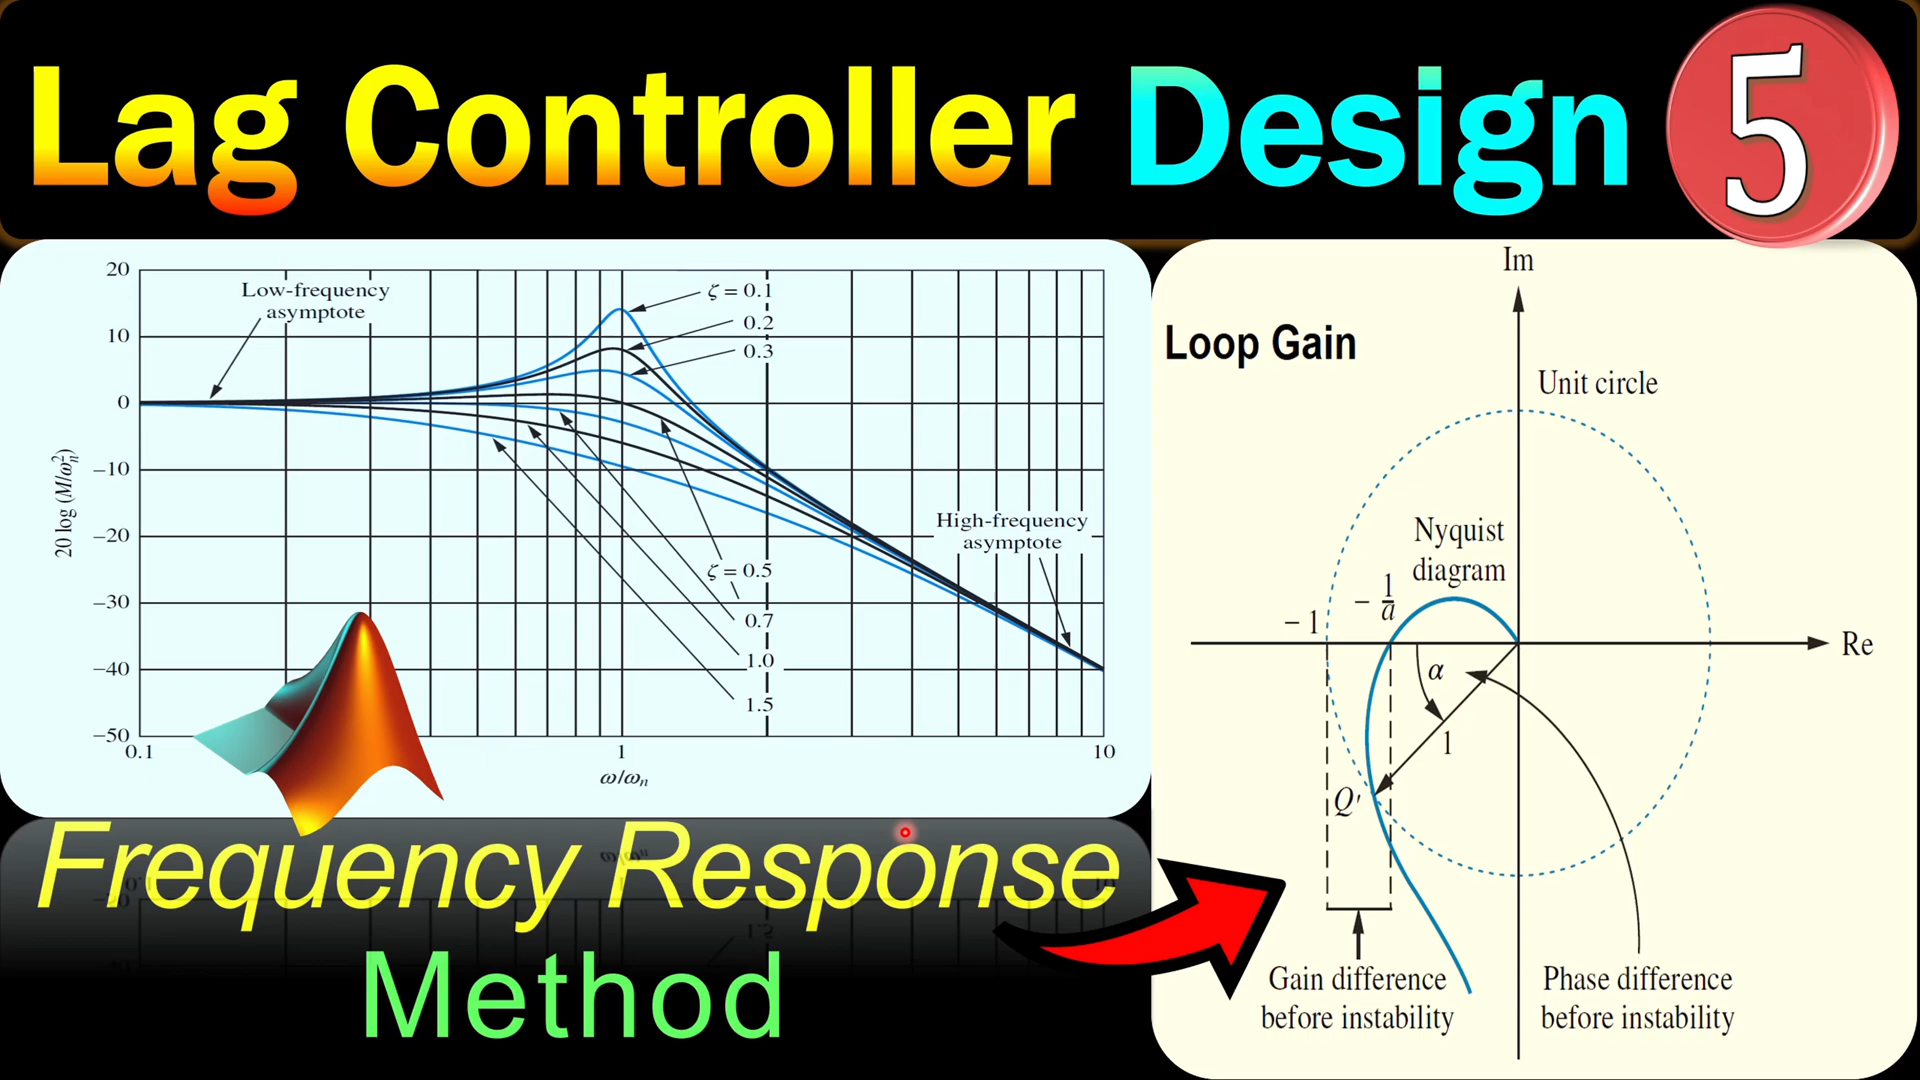 Lag Controller Design 5
20
10
0
−10
−20
−30
−40
−50
20 log (M/ω²ₙ)
0.1
1
10
ω/ωₙ
Low-frequency
asymptote
ζ = 0.1
0.2
0.3
High-frequency
asymptote
ζ = 0.5
0.7
1.0
1.5
Frequency Response
Method
Im
Loop Gain
Unit circle
Nyquist
diagram
− 1
− 1/a
Re
α
1
Q′
Gain difference
before instability
Phase difference
before instability